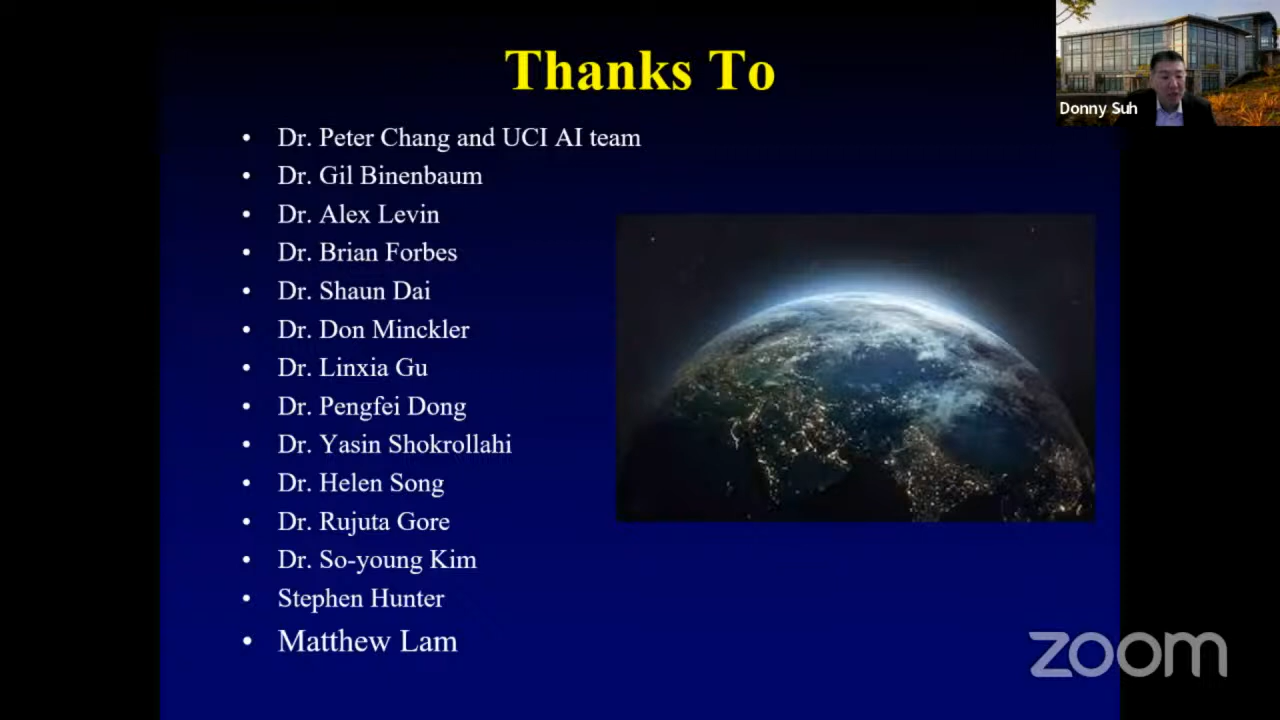 Thanks To
Donny Suh
• Dr. Peter Chang and UCI AI team
• Dr. Gil Binenbaum
• Dr. Alex Levin
• Dr. Brian Forbes
• Dr. Shaun Dai
• Dr. Don Minckler
• Dr. Linxia Gu
• Dr. Pengfei Dong
• Dr. Yasin Shokrollahi
• Dr. Helen Song
• Dr. Rujuta Gore
• Dr. So-young Kim
• Stephen Hunter
• Matthew Lam
zoom